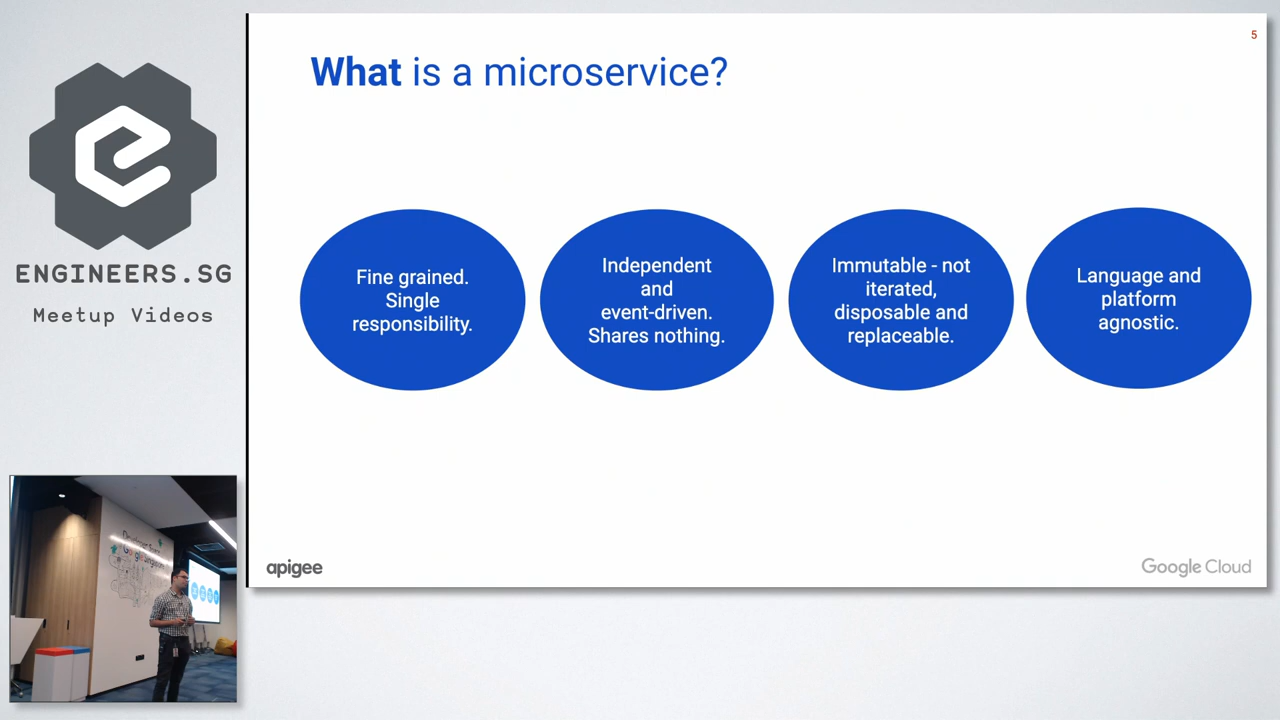 5
What is a microservice?
ENGINEERS.SG
Meetup Videos
Fine grained.
Single
responsibility.
Independent
and
event-driven.
Shares nothing.
Immutable - not
iterated,
disposable and
replaceable.
Language and
platform
agnostic.
apigee
Google Cloud